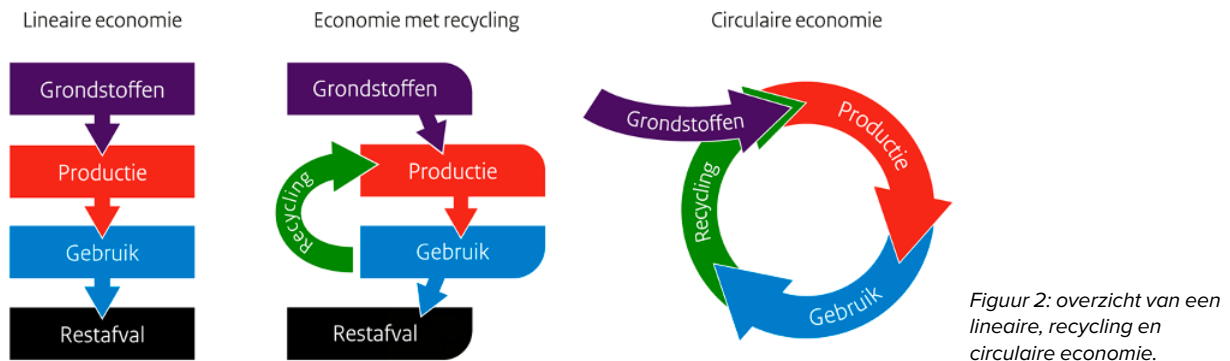 Lineaire economie
Grondstoffen
Productie
Gebruik
Restafval
Economie met recycling
Grondstoffen
Productie
Recycling
Gebruik
Restafval
Circulaire economie
Grondstoffen
Productie
Recycling
Gebruik
Figuur 2: overzicht van een
lineaire, recycling en
circulaire economie.